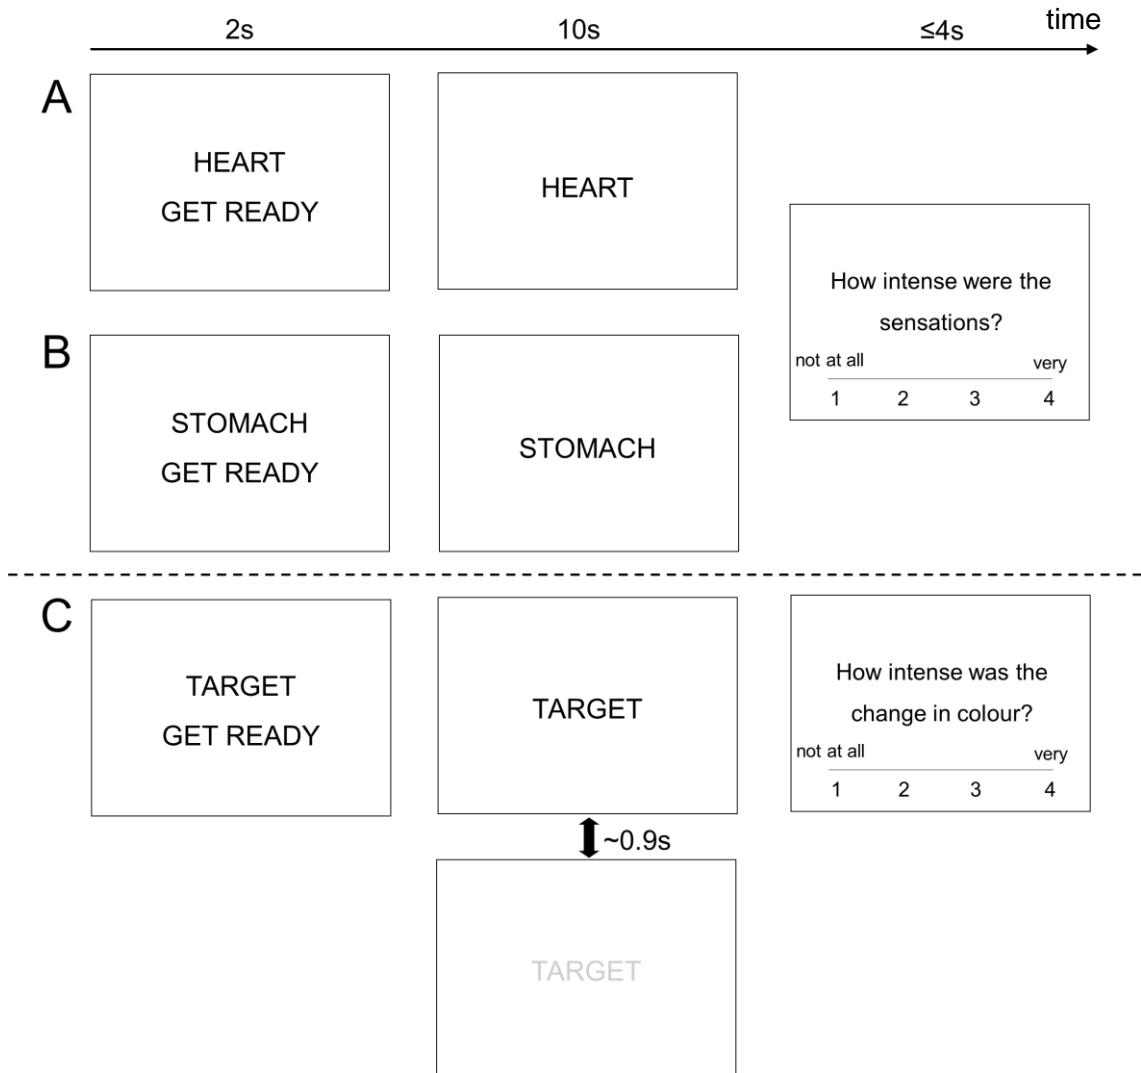 2s
10s
≤4s
time
A
HEART
GET READY
HEART
How intense were the
sensations?
not at all
very
1
2
3
4
B
STOMACH
GET READY
STOMACH
C
TARGET
GET READY
TARGET
How intense was the
change in colour?
not at all
very
1
2
3
4
~0.9s
TARGET